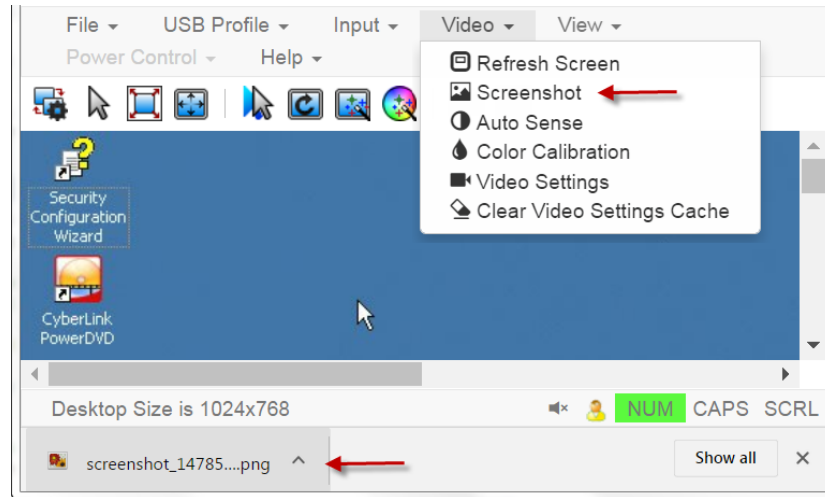 File USB Profile Input Video View
Power Control Help
Refresh Screen
Screenshot
Auto Sense
Color Calibration
Video Settings
Clear Video Settings Cache
Security
Configuration
Wizard
CyberLink
PowerDVD
Desktop Size is 1024x768 NUM CAPS SCRL
screenshot_14785....png Show all